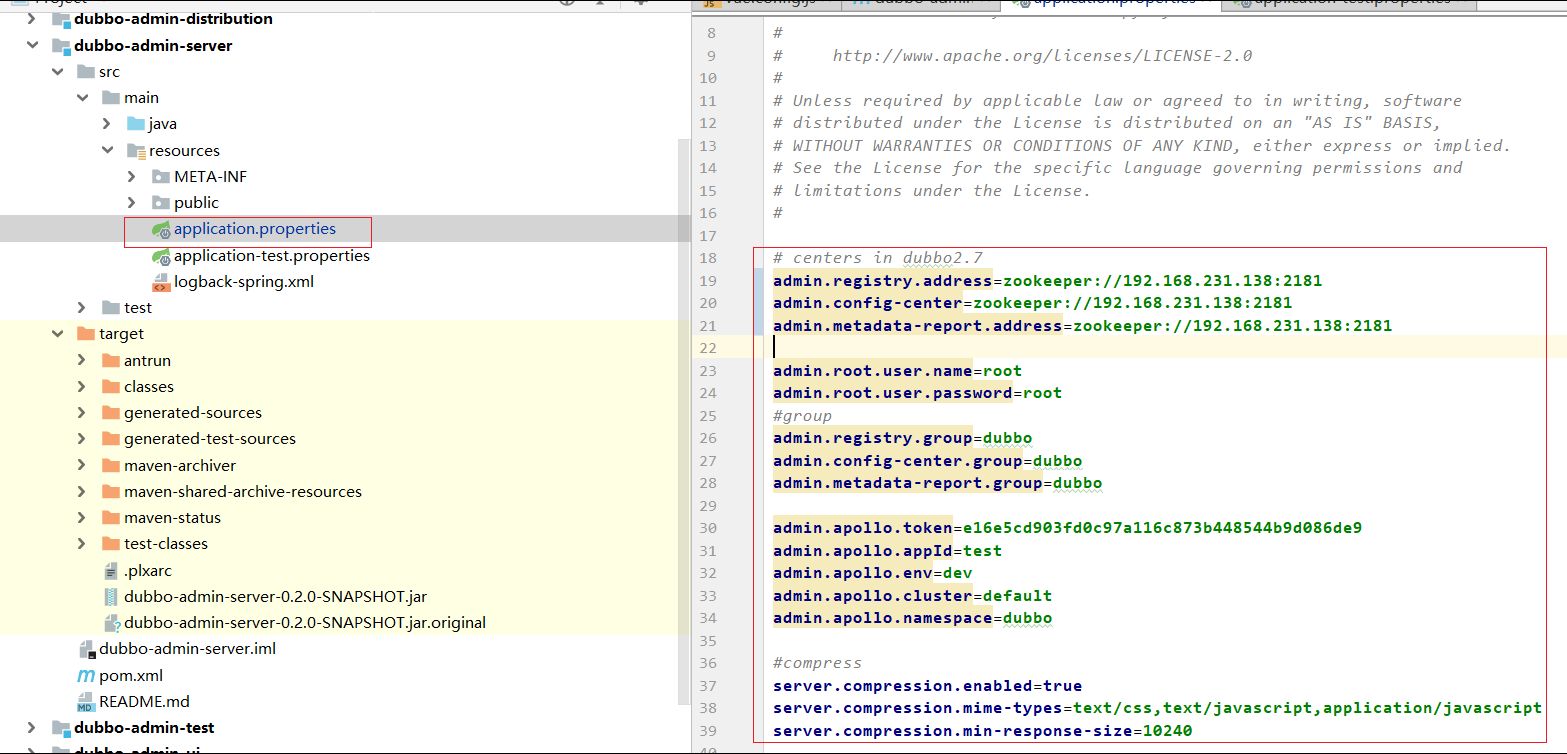 dubbo-admin-distribution
dubbo-admin-server
src
main
java
resources
META-INF
public
application.properties
application-test.properties
logback-spring.xml
test
target
antrun
classes
generated-sources
generated-test-sources
maven-archiver
maven-shared-archive-resources
maven-status
test-classes
.plxarc
dubbo-admin-server-0.2.0-SNAPSHOT.jar
dubbo-admin-server-0.2.0-SNAPSHOT.jar.original
dubbo-admin-server.iml
pom.xml
README.md
dubbo-admin-test
dubbo-admin-ui
8 #
9 #     http://www.apache.org/licenses/LICENSE-2.0
10 #
11 # Unless required by applicable law or agreed to in writing, software
12 # distributed under the License is distributed on an "AS IS" BASIS,
13 # WITHOUT WARRANTIES OR CONDITIONS OF ANY KIND, either express or implied.
14 # See the License for the specific language governing permissions and
15 # limitations under the License.
16 #
17
18 # centers in dubbo2.7
19 admin.registry.address=zookeeper://192.168.231.138:2181
20 admin.config-center=zookeeper://192.168.231.138:2181
21 admin.metadata-report.address=zookeeper://192.168.231.138:2181
22
23 admin.root.user.name=root
24 admin.root.user.password=root
25 #group
26 admin.registry.group=dubbo
27 admin.config-center.group=dubbo
28 admin.metadata-report.group=dubbo
29
30 admin.apollo.token=e16e5cd903fd0c97a116c873b448544b9d086de9
31 admin.apollo.appId=test
32 admin.apollo.env=dev
33 admin.apollo.cluster=default
34 admin.apollo.namespace=dubbo
35
36 #compress
37 server.compression.enabled=true
38 server.compression.mime-types=text/css,text/javascript,application/javascript
39 server.compression.min-response-size=10240
40